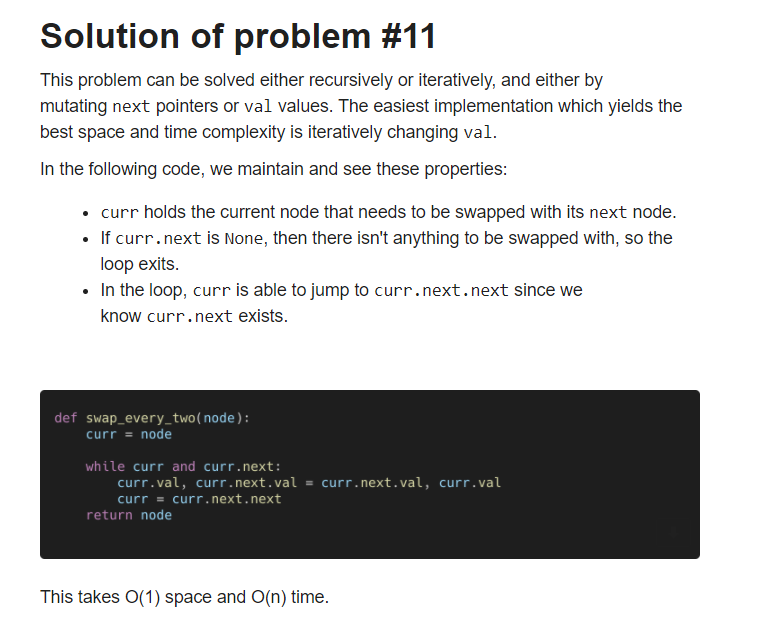 Solution of problem #11
This problem can be solved either recursively or iteratively, and either by
mutating next pointers or val values. The easiest implementation which yields the
best space and time complexity is iteratively changing val.
In the following code, we maintain and see these properties:
• curr holds the current node that needs to be swapped with its next node.
• If curr.next is None, then there isn't anything to be swapped with, so the
loop exits.
• In the loop, curr is able to jump to curr.next.next since we
know curr.next exists.
def swap_every_two(node):
    curr = node
    while curr and curr.next:
        curr.val, curr.next.val = curr.next.val, curr.val
        curr = curr.next.next
    return node
This takes O(1) space and O(n) time.